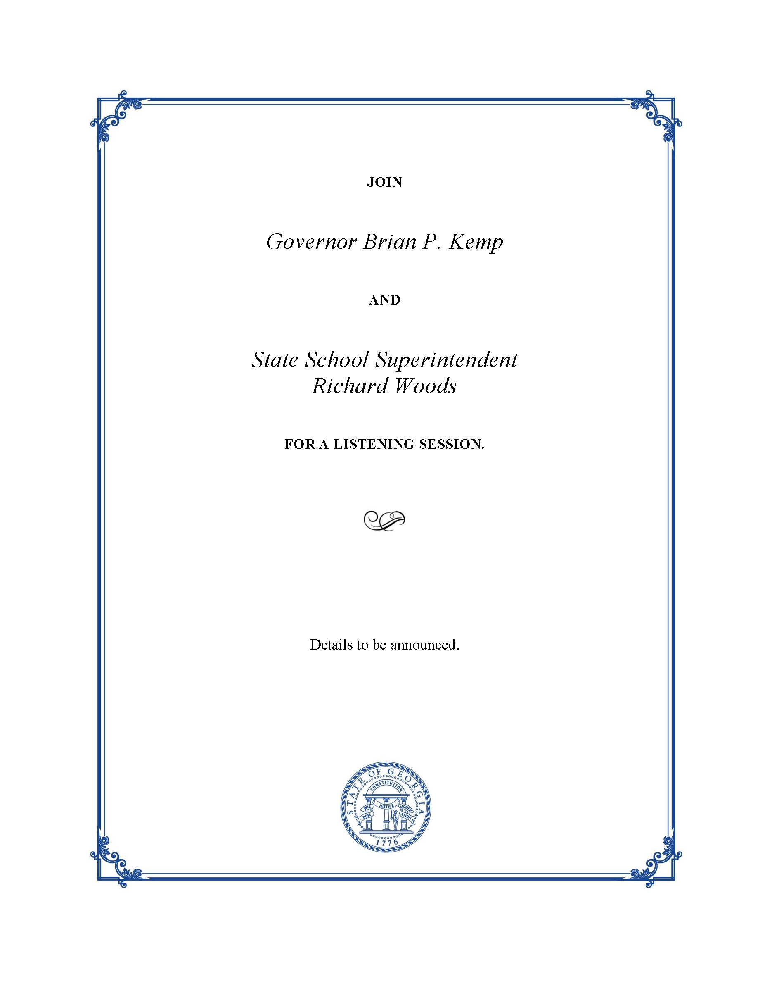 JOIN
Governor Brian P. Kemp
AND
State School Superintendent
Richard Woods
FOR A LISTENING SESSION.
Details to be announced.
STATE OF GEORGIA
CONSTITUTION
WIS
DOM
JUSTICE
MODER
ATION
1776